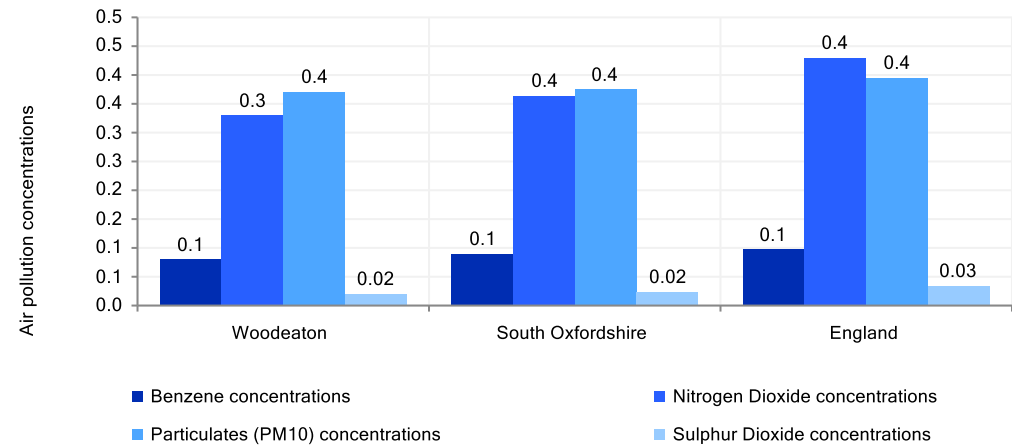 0.5
0.5
0.4
0.4
0.3
0.3
0.2
0.2
0.1
0.1
0.0
Air pollution concentrations
0.1
0.3
0.4
0.02
0.1
0.4
0.4
0.02
0.1
0.4
0.4
0.03
Woodeaton
South Oxfordshire
England
Benzene concentrations
Nitrogen Dioxide concentrations
Particulates (PM10) concentrations
Sulphur Dioxide concentrations